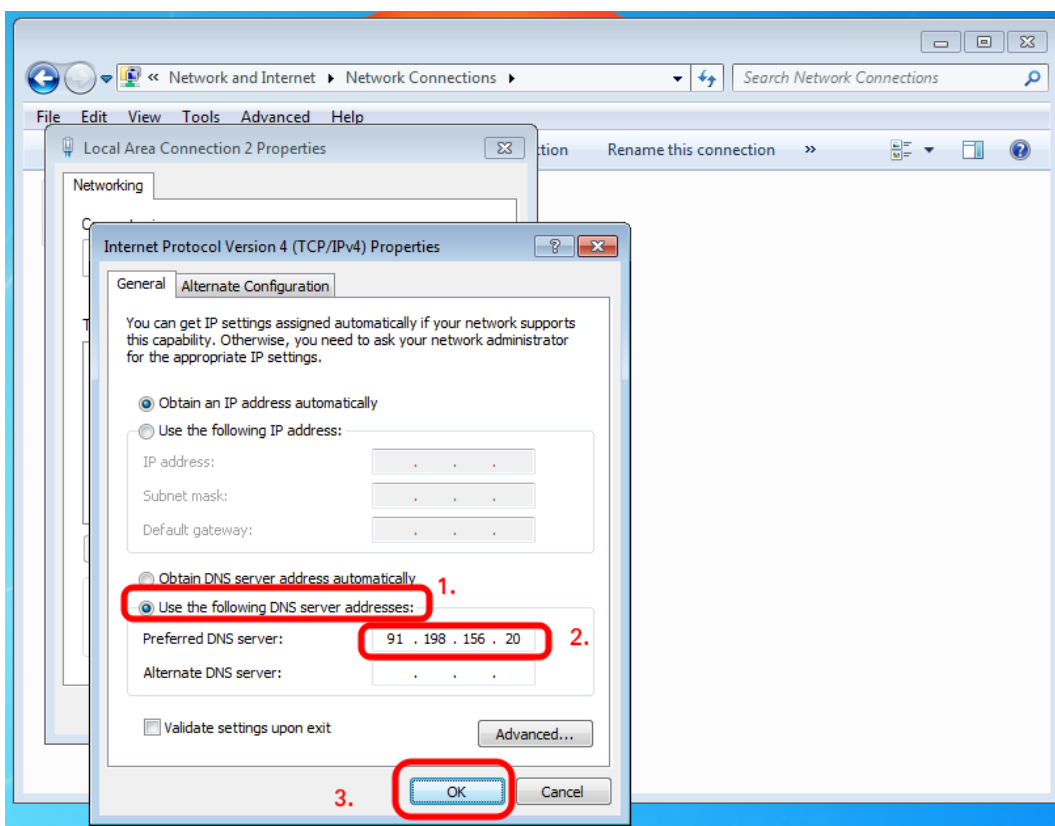 « Network and Internet Network Connections
Search Network Connections
File Edit View Tools Advanced Help
Local Area Connection 2 Properties
Rename this connection »
Networking
Internet Protocol Version 4 (TCP/IPv4) Properties
?
General Alternate Configuration
You can get IP settings assigned automatically if your network supports
this capability. Otherwise, you need to ask your network administrator
for the appropriate IP settings.
Obtain an IP address automatically
Use the following IP address:
IP address: . . .
Subnet mask: . . .
Default gateway: . . .
Obtain DNS server address automatically
1.
Use the following DNS server addresses:
Preferred DNS server: 91 . 198 . 156 . 20 2.
Alternate DNS server: . . .
Validate settings upon exit
Advanced...
3. OK Cancel